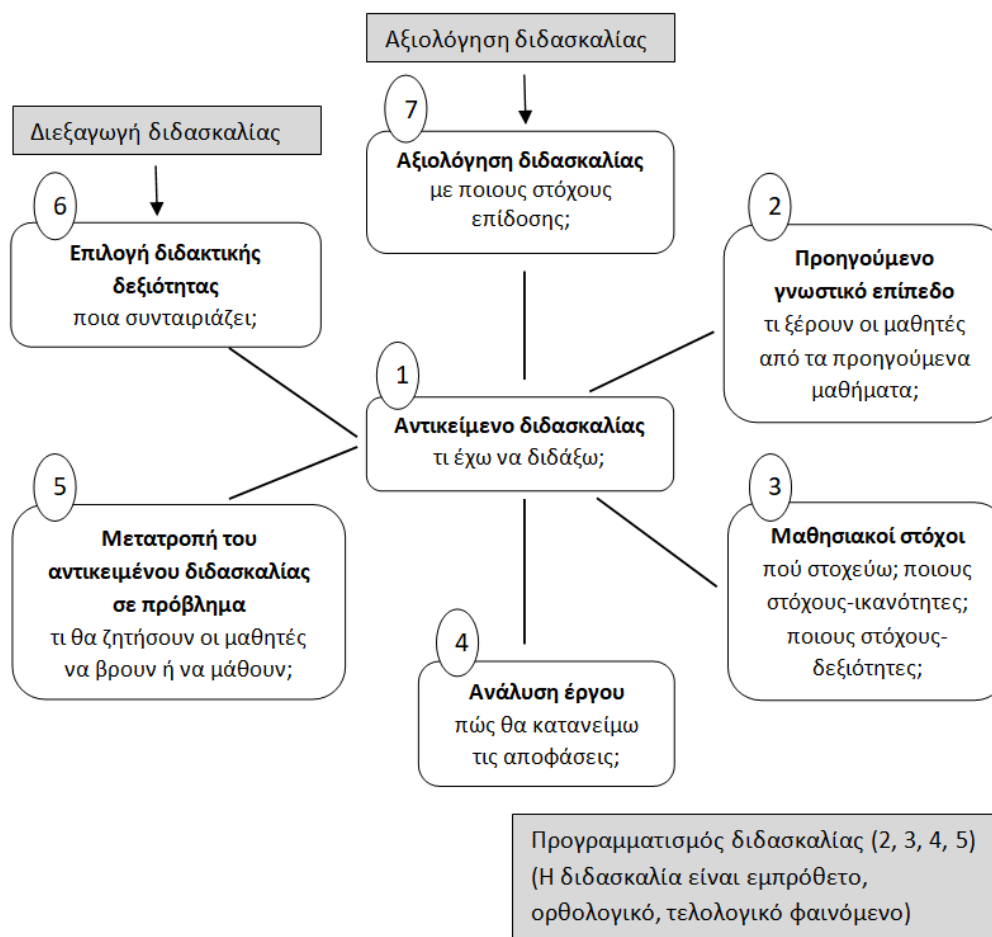 Αξιολόγηση διδασκαλίας
7
Αξιολόγηση διδασκαλίας
με ποιους στόχους
επίδοσης;
Διεξαγωγή διδασκαλίας
6
Επιλογή διδακτικής
δεξιότητας
ποια συνταιριάζει;
2
Προηγούμενο
γνωστικό επίπεδο
τι ξέρουν οι μαθητές
από τα προηγούμενα
μαθήματα;
1
Αντικείμενο διδασκαλίας
τι έχω να διδάξω;
5
Μετατροπή του
αντικειμένου διδασκαλίας
σε πρόβλημα
τι θα ζητήσουν οι μαθητές
να βρουν ή να μάθουν;
3
Μαθησιακοί στόχοι
πού στοχεύω; ποιους
στόχους-ικανότητες;
ποιους στόχους-
δεξιότητες;
4
Ανάλυση έργου
πώς θα κατανείμω
τις αποφάσεις;
Προγραμματισμός διδασκαλίας (2, 3, 4, 5)
(Η διδασκαλία είναι εμπρόθετο,
ορθολογικό, τελολογικό φαινόμενο)